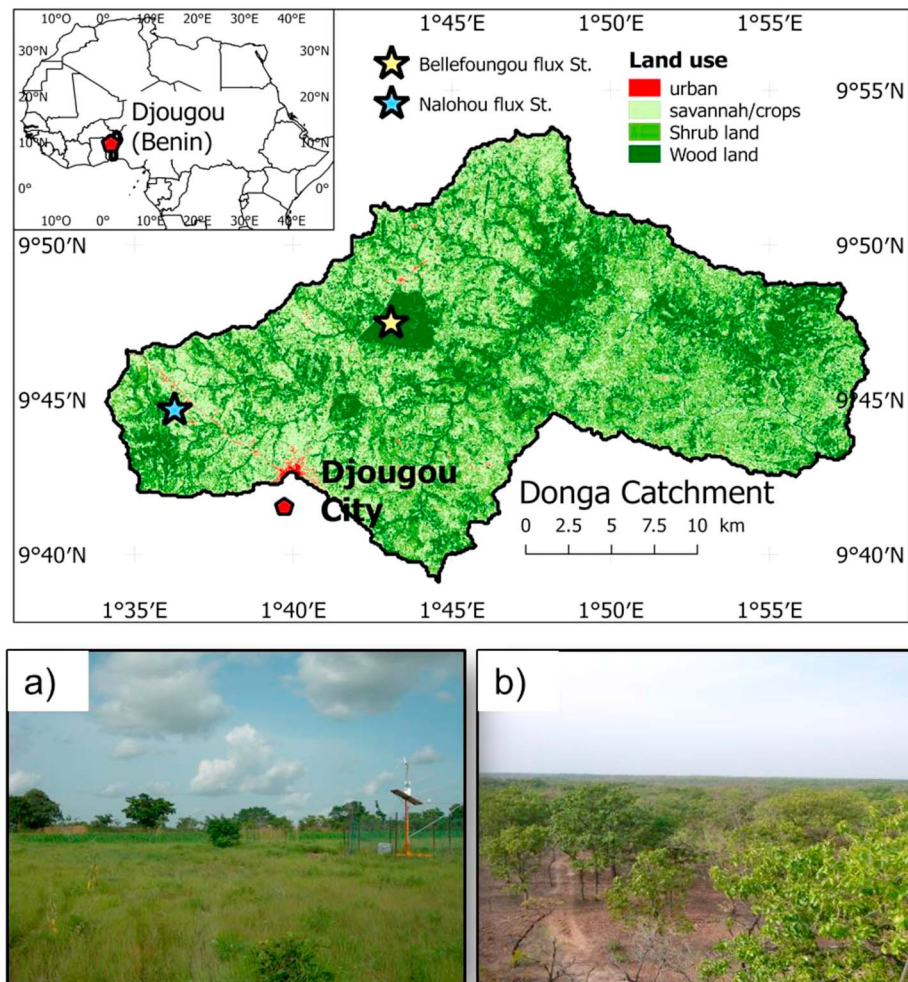 1°45'E 1°50'E 1°55'E
30°N 30°N
20°N 20°N
10°N 10°N
0° 0°
10°O 0° 10°E 20°E 30°E 40°E
10°O 0° 10°E 20°E 30°E 40°E
Djougou
(Benin)
Bellefoungou flux St.
Nalohou flux St.
Land use
urban
savannah/crops
Shrub land
Wood land
9°55'N
9°50'N 9°50'N
9°45'N 9°45'N
9°40'N 9°40'N
Djougou
City
Donga Catchment
0 2.5 5 7.5 10 km
1°35'E 1°40'E 1°45'E 1°50'E 1°55'E
a)
b)